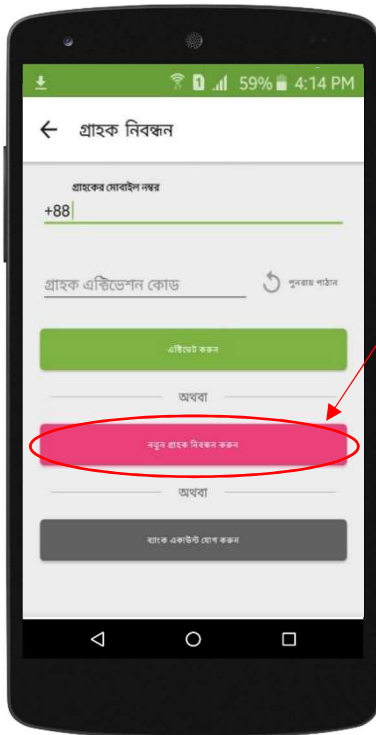 59% 4:14 PM
গ্রাহক নিবন্ধন
গ্রাহকের মোবাইল নম্বর
+88
গ্রাহক এক্টিভেশন কোড
পুনরায় পাঠান
এক্টিভেট করুন
অথবা
নতুন গ্রাহক নিবন্ধন করুন
অথবা
ব্যাংক একাউন্ট যোগ করুন